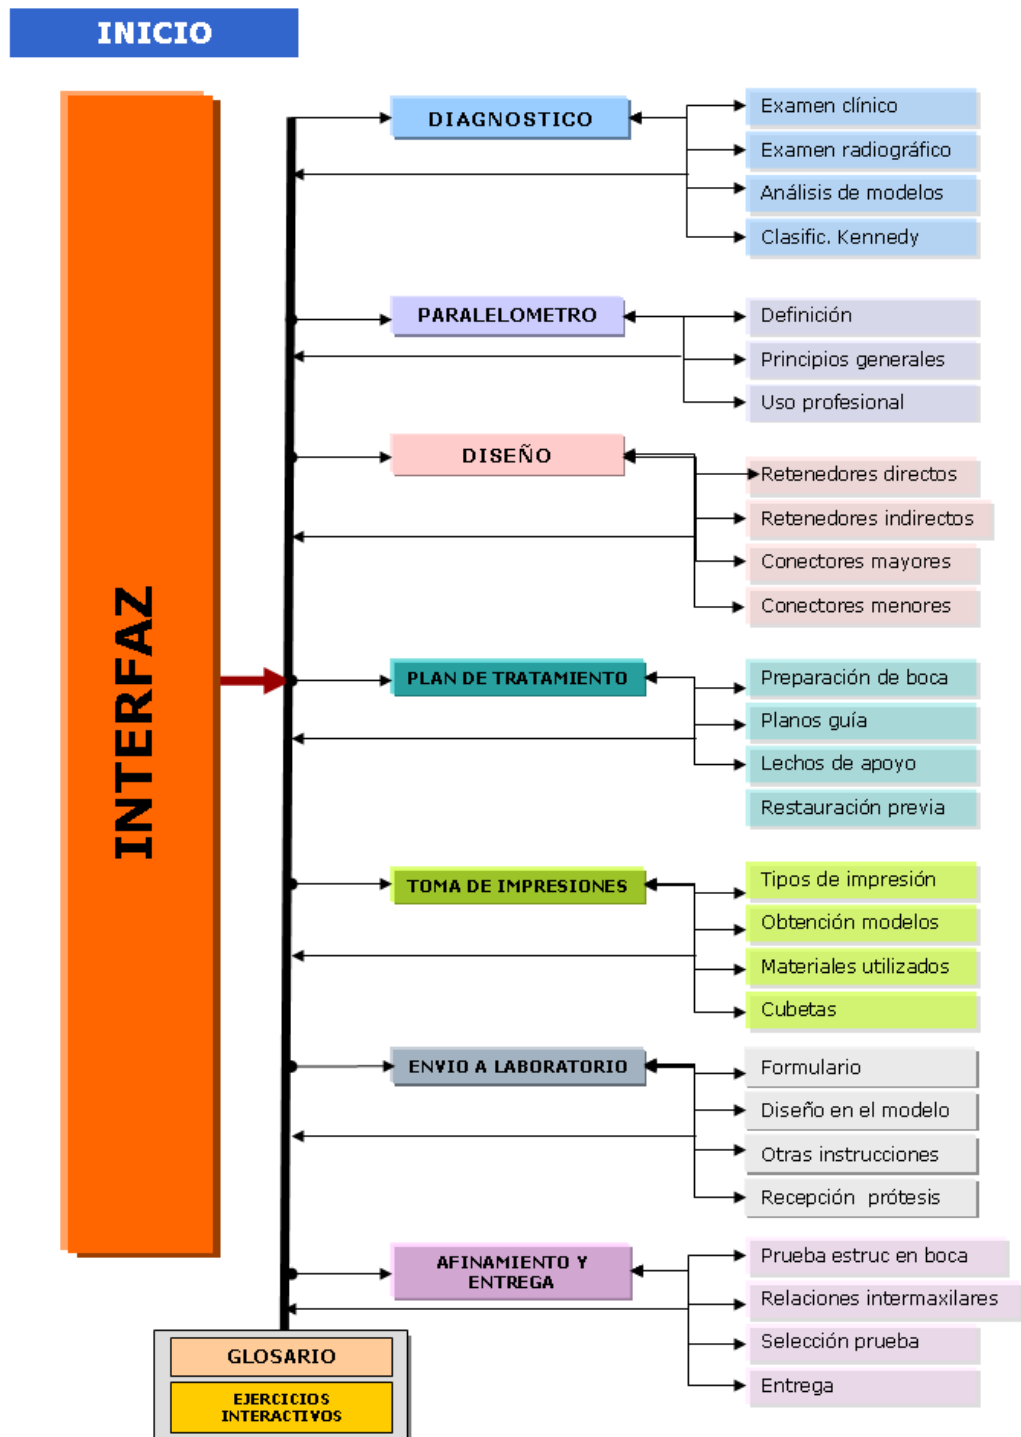 INICIO
INTERFAZ
DIAGNOSTICO
Examen clínico
Examen radiográfico
Análisis de modelos
Clasific. Kennedy
PARALELOMETRO
Definición
Principios generales
Uso profesional
DISEÑO
Retenedores directos
Retenedores indirectos
Conectores mayores
Conectores menores
PLAN DE TRATAMIENTO
Preparación de boca
Planos guía
Lechos de apoyo
Restauración previa
TOMA DE IMPRESIONES
Tipos de impresión
Obtención modelos
Materiales utilizados
Cubetas
ENVIO A LABORATORIO
Formulario
Diseño en el modelo
Otras instrucciones
Recepción prótesis
AFINAMIENTO Y
ENTREGA
Prueba estruc en boca
Relaciones intermaxilares
Selección prueba
Entrega
GLOSARIO
EJERCICIOS
INTERACTIVOS